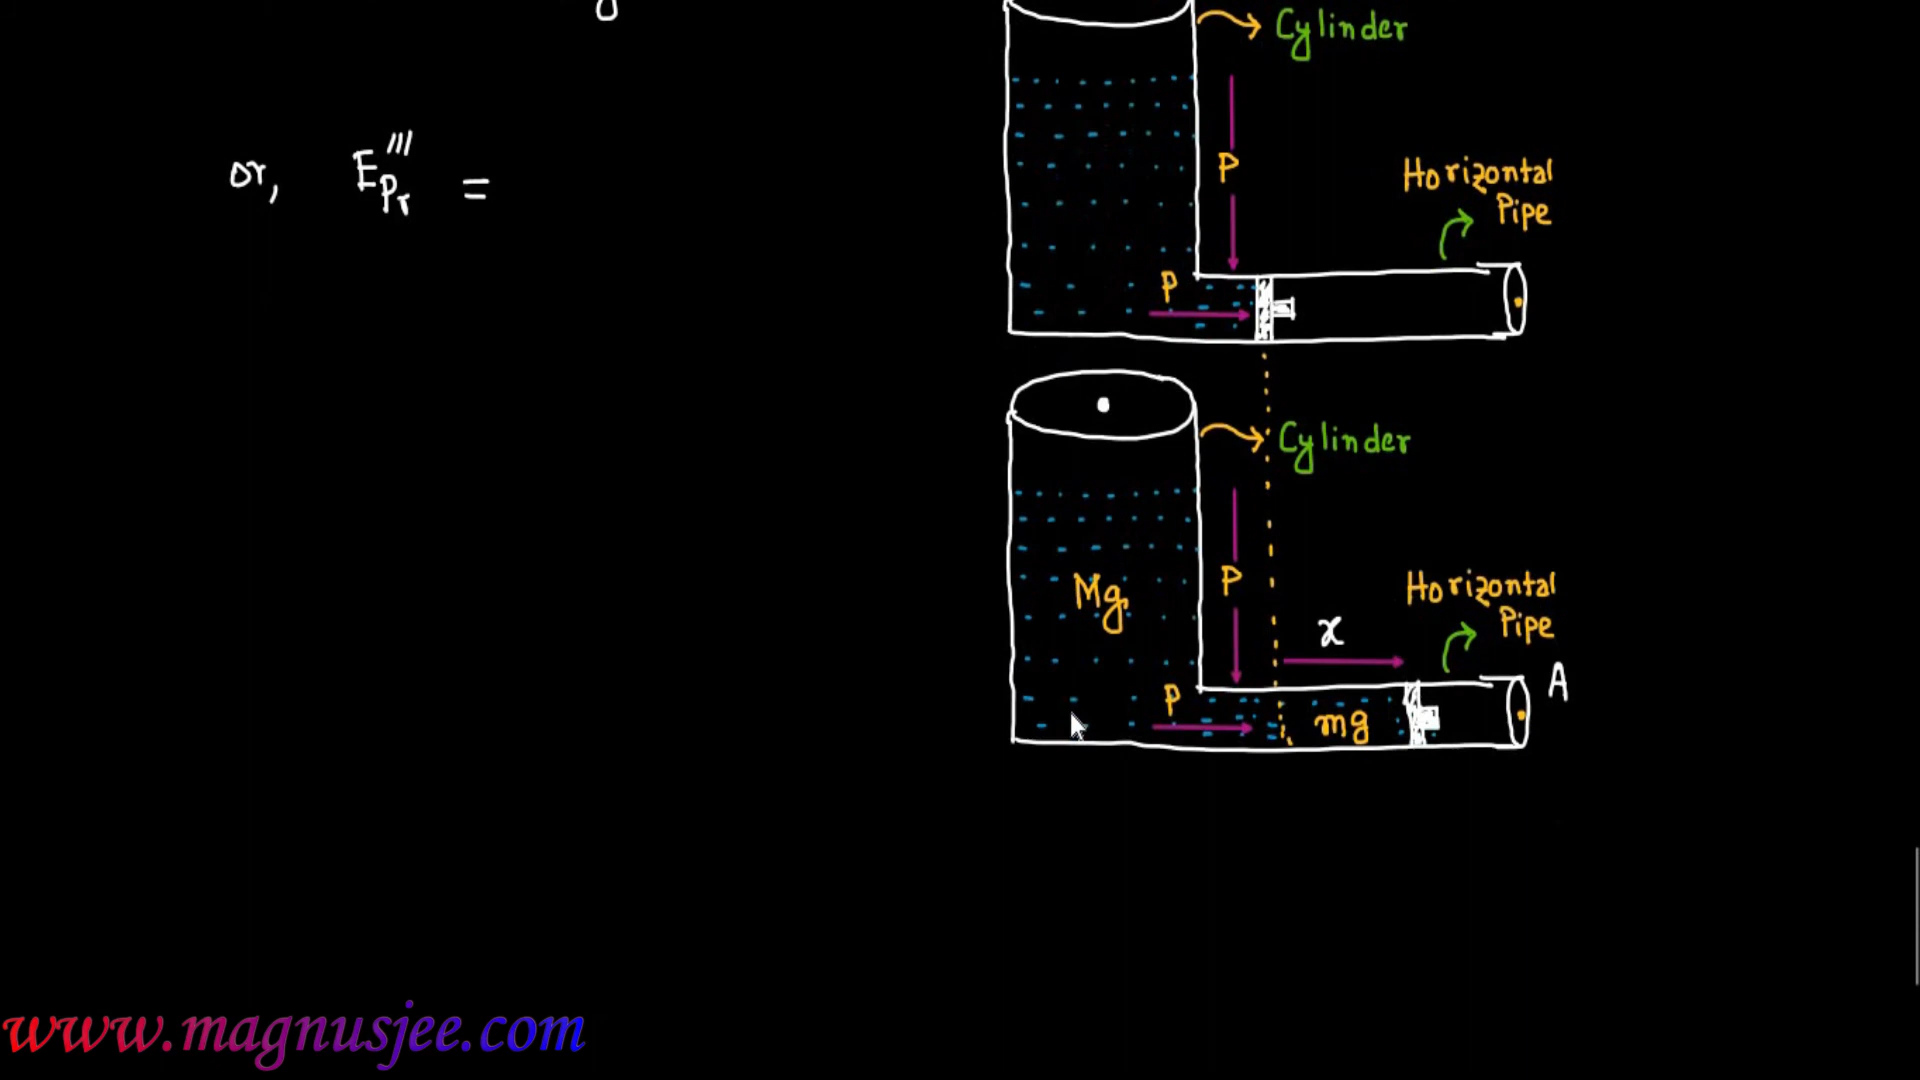 or, E‴Pr =
Cylinder
P
Horizontal
Pipe
P
Cylinder
Mg
P
Horizontal
Pipe
x
A
P
mg
www.magnusjee.com